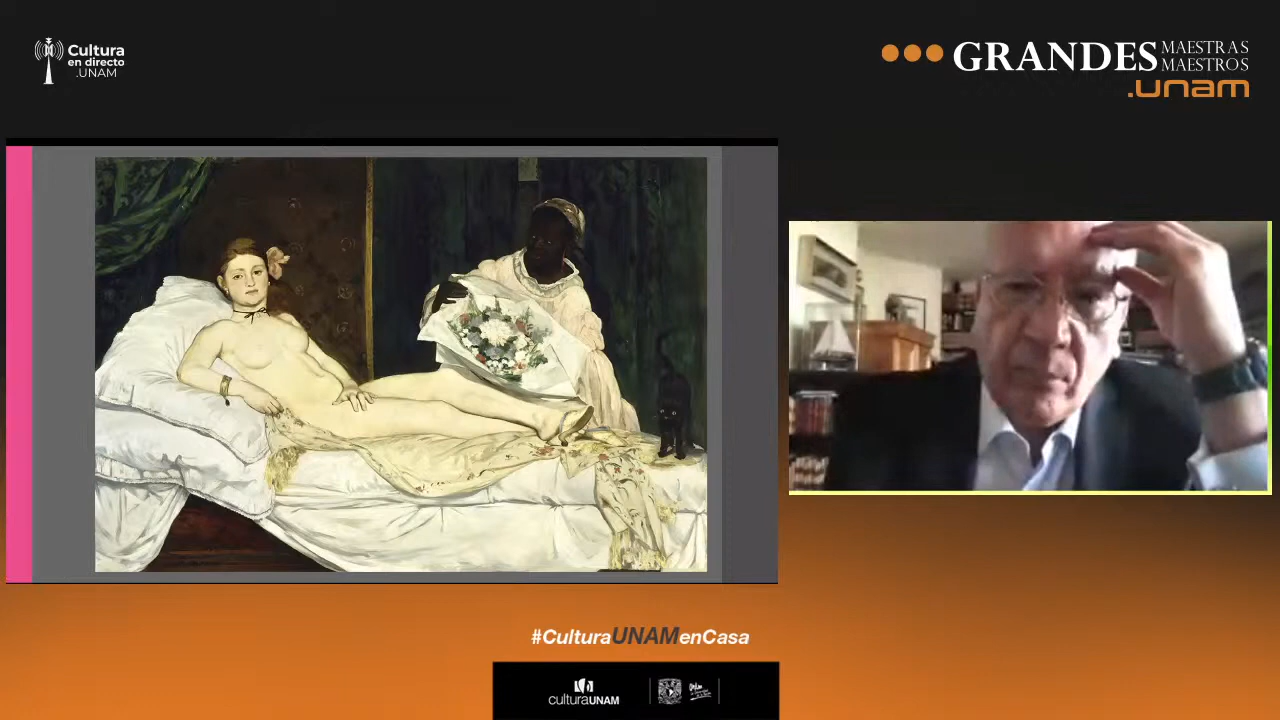 Cultura
en directo
.UNAM
GRANDES MAESTRAS
MAESTROS
.unam
#CulturaUNAMenCasa
culturaUNAM